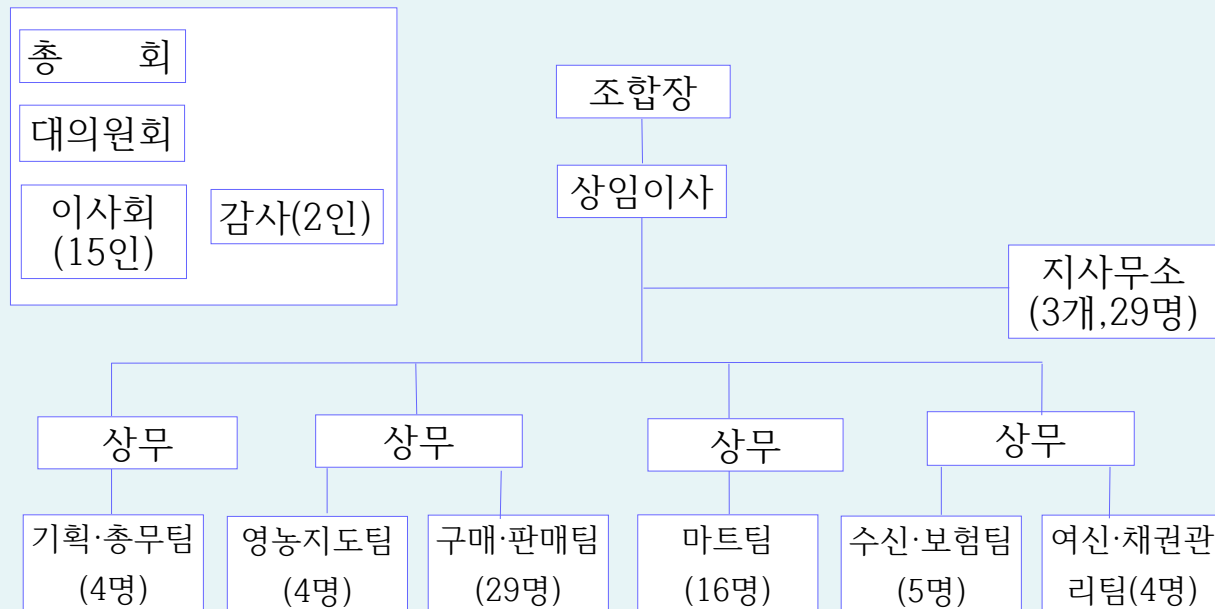 총 회
대의원회
이사회
(15인)
감사(2인)
조합장
상임이사
지사무소
(3개,29명)
상무
상무
상무
상무
기획·총무팀
(4명)
영농지도팀
(4명)
구매·판매팀
(29명)
마트팀
(16명)
수신·보험팀
(5명)
여신·채권관
리팀(4명)